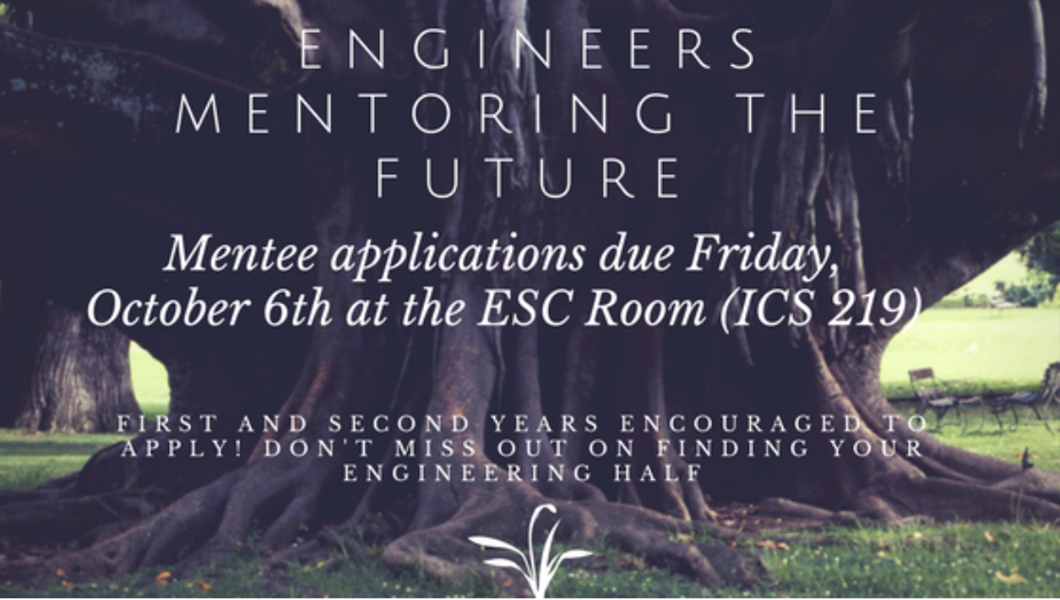 ENGINEERS
MENTORING THE
FUTURE
Mentee applications due Friday,
October 6th at the ESC Room (ICS 219)
FIRST AND SECOND YEARS ENCOURAGED TO
APPLY! DON'T MISS OUT ON FINDING YOUR
ENGINEERING HALF